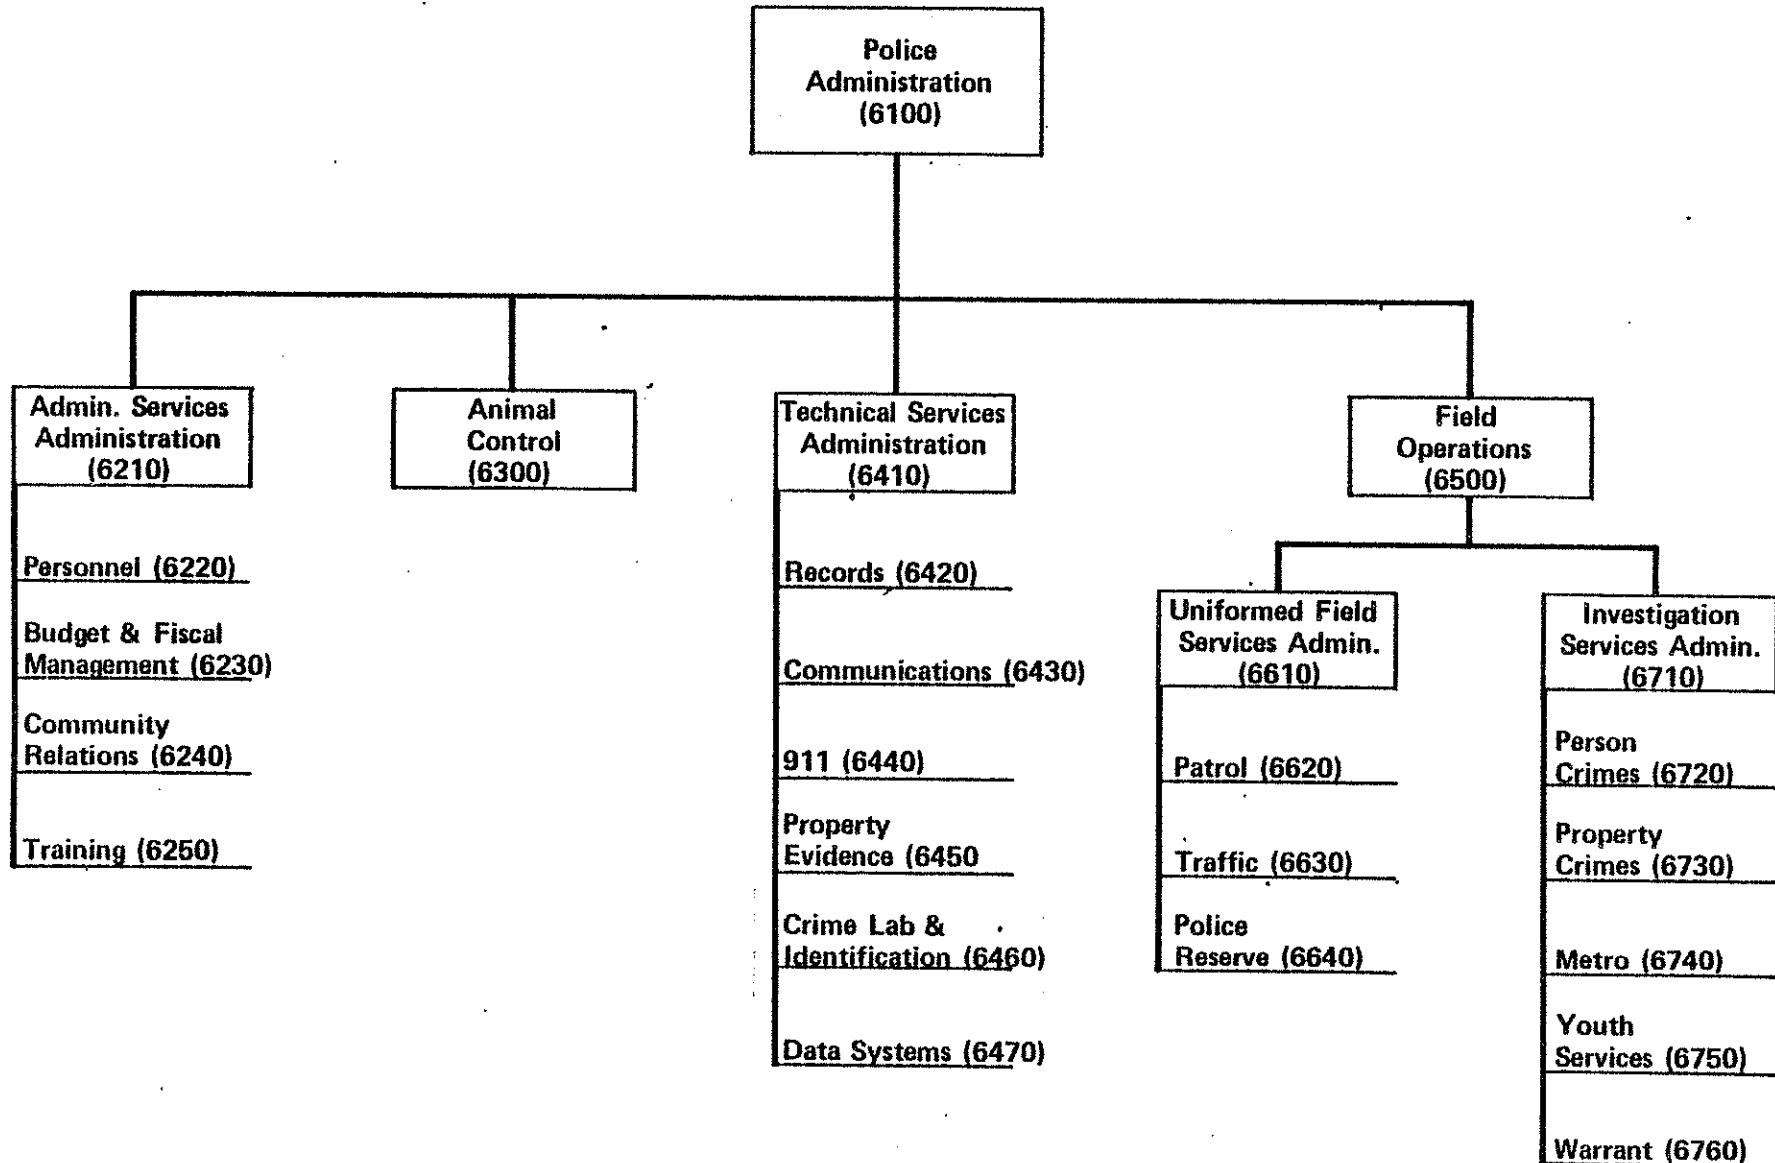 Police
Administration
(6100)
Admin. Services
Administration
(6210)
Personnel (6220)
Budget & Fiscal
Management (6230)
Community
Relations (6240)
Training (6250)
Animal
Control
(6300)
Technical Services
Administration
(6410)
Records (6420)
Communications (6430)
911 (6440)
Property
Evidence (6450
Crime Lab &
Identification (6460)
Data Systems (6470)
Field
Operations
(6500)
Uniformed Field
Services Admin.
(6610)
Patrol (6620)
Traffic (6630)
Police
Reserve (6640)
Investigation
Services Admin.
(6710)
Person
Crimes (6720)
Property
Crimes (6730)
Metro (6740)
Youth
Services (6750)
Warrant (6760)